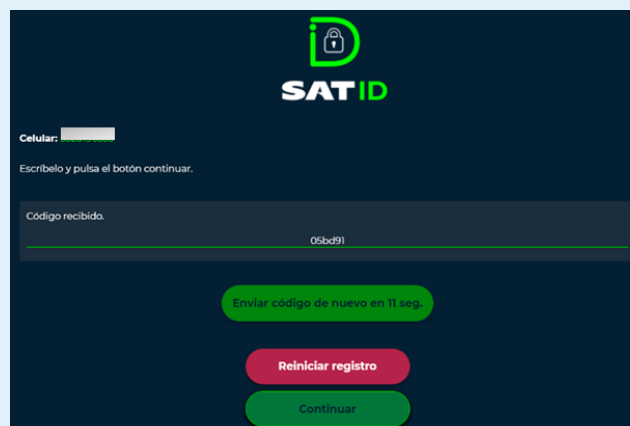 SAT ID
Celular:
Escríbelo y pulsa el botón continuar.
Código recibido.
05bd91
Enviar código de nuevo en 11 seg.
Reiniciar registro
Continuar